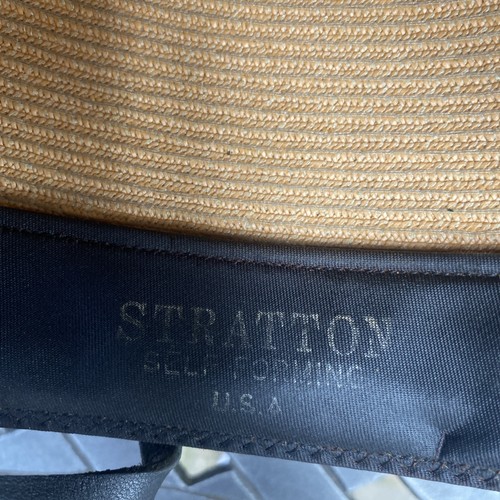 STRATTON
SELF FORMING
U.S.A